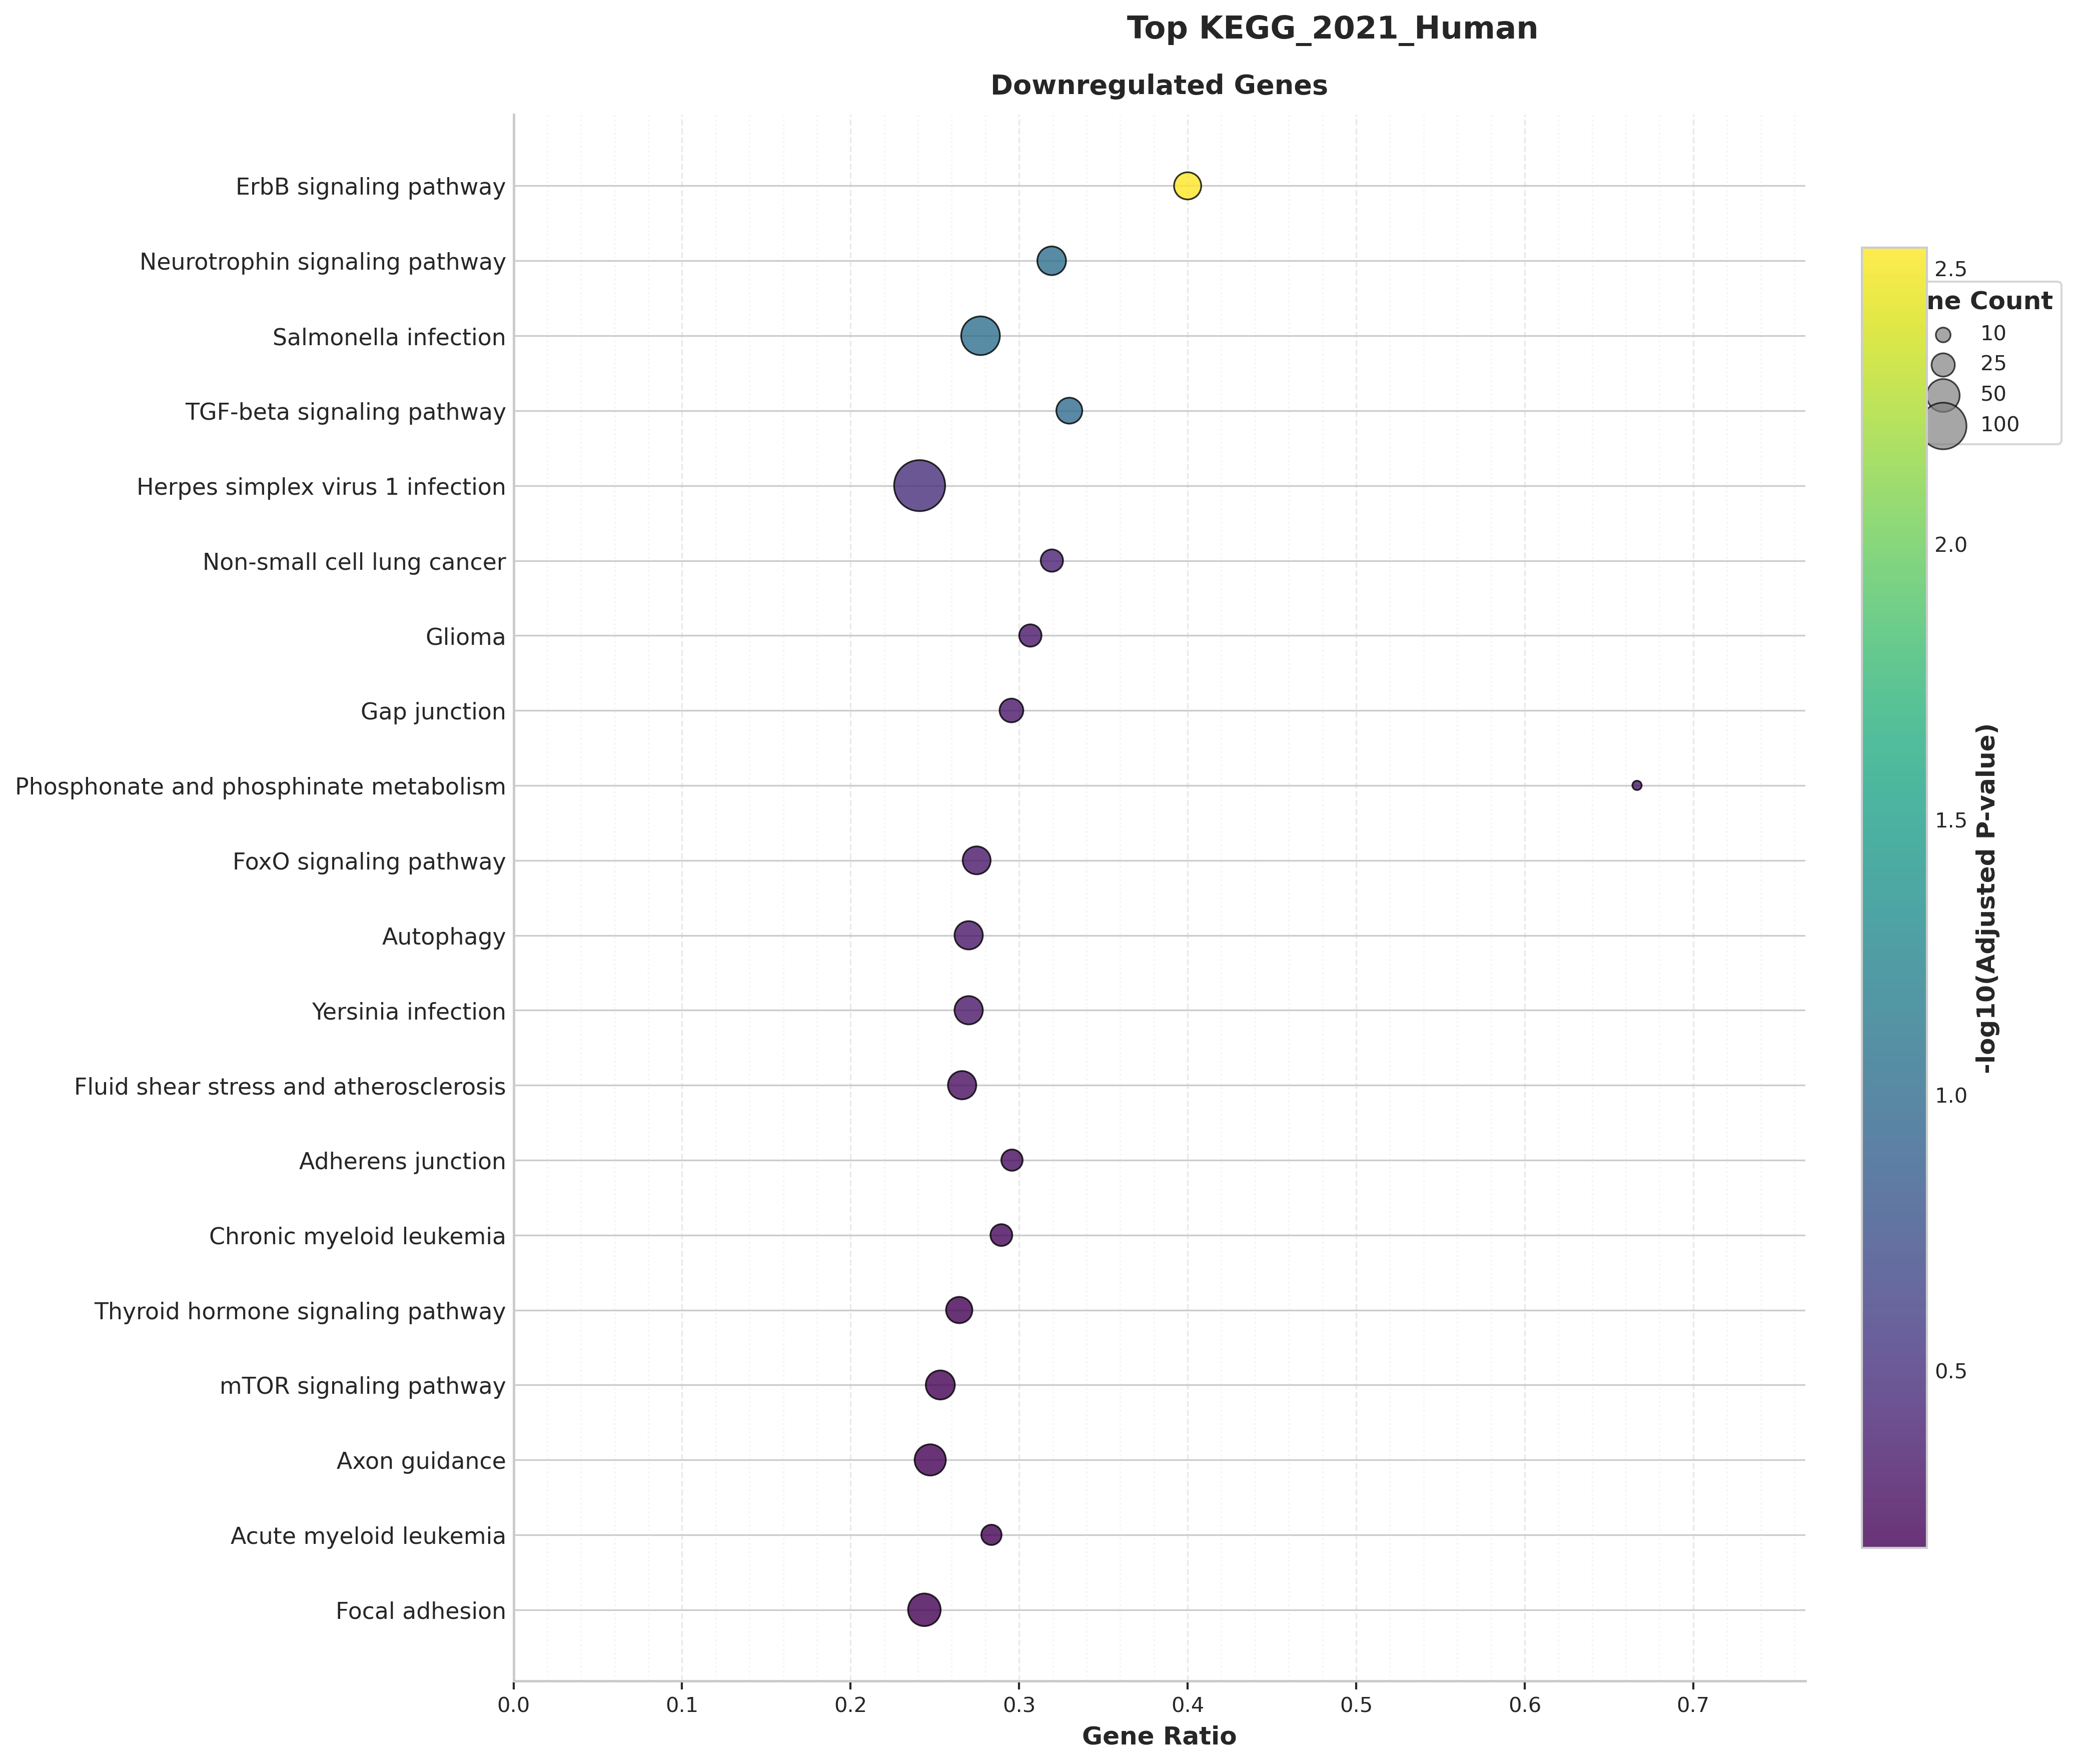 Top KEGG_2021_Human
Downregulated Genes
ErbB signaling pathway
Neurotrophin signaling pathway
Salmonella infection
TGF-beta signaling pathway
Herpes simplex virus 1 infection
Non-small cell lung cancer
Glioma
Gap junction
Phosphonate and phosphinate metabolism
FoxO signaling pathway
Autophagy
Yersinia infection
Fluid shear stress and atherosclerosis
Adherens junction
Chronic myeloid leukemia
Thyroid hormone signaling pathway
mTOR signaling pathway
Axon guidance
Acute myeloid leukemia
Focal adhesion
0.0 0.1 0.2 0.3 0.4 0.5 0.6 0.7
Gene Ratio
ne Count
10
25
50
100
2.5
2.0
1.5
1.0
0.5
-log10(Adjusted P-value)